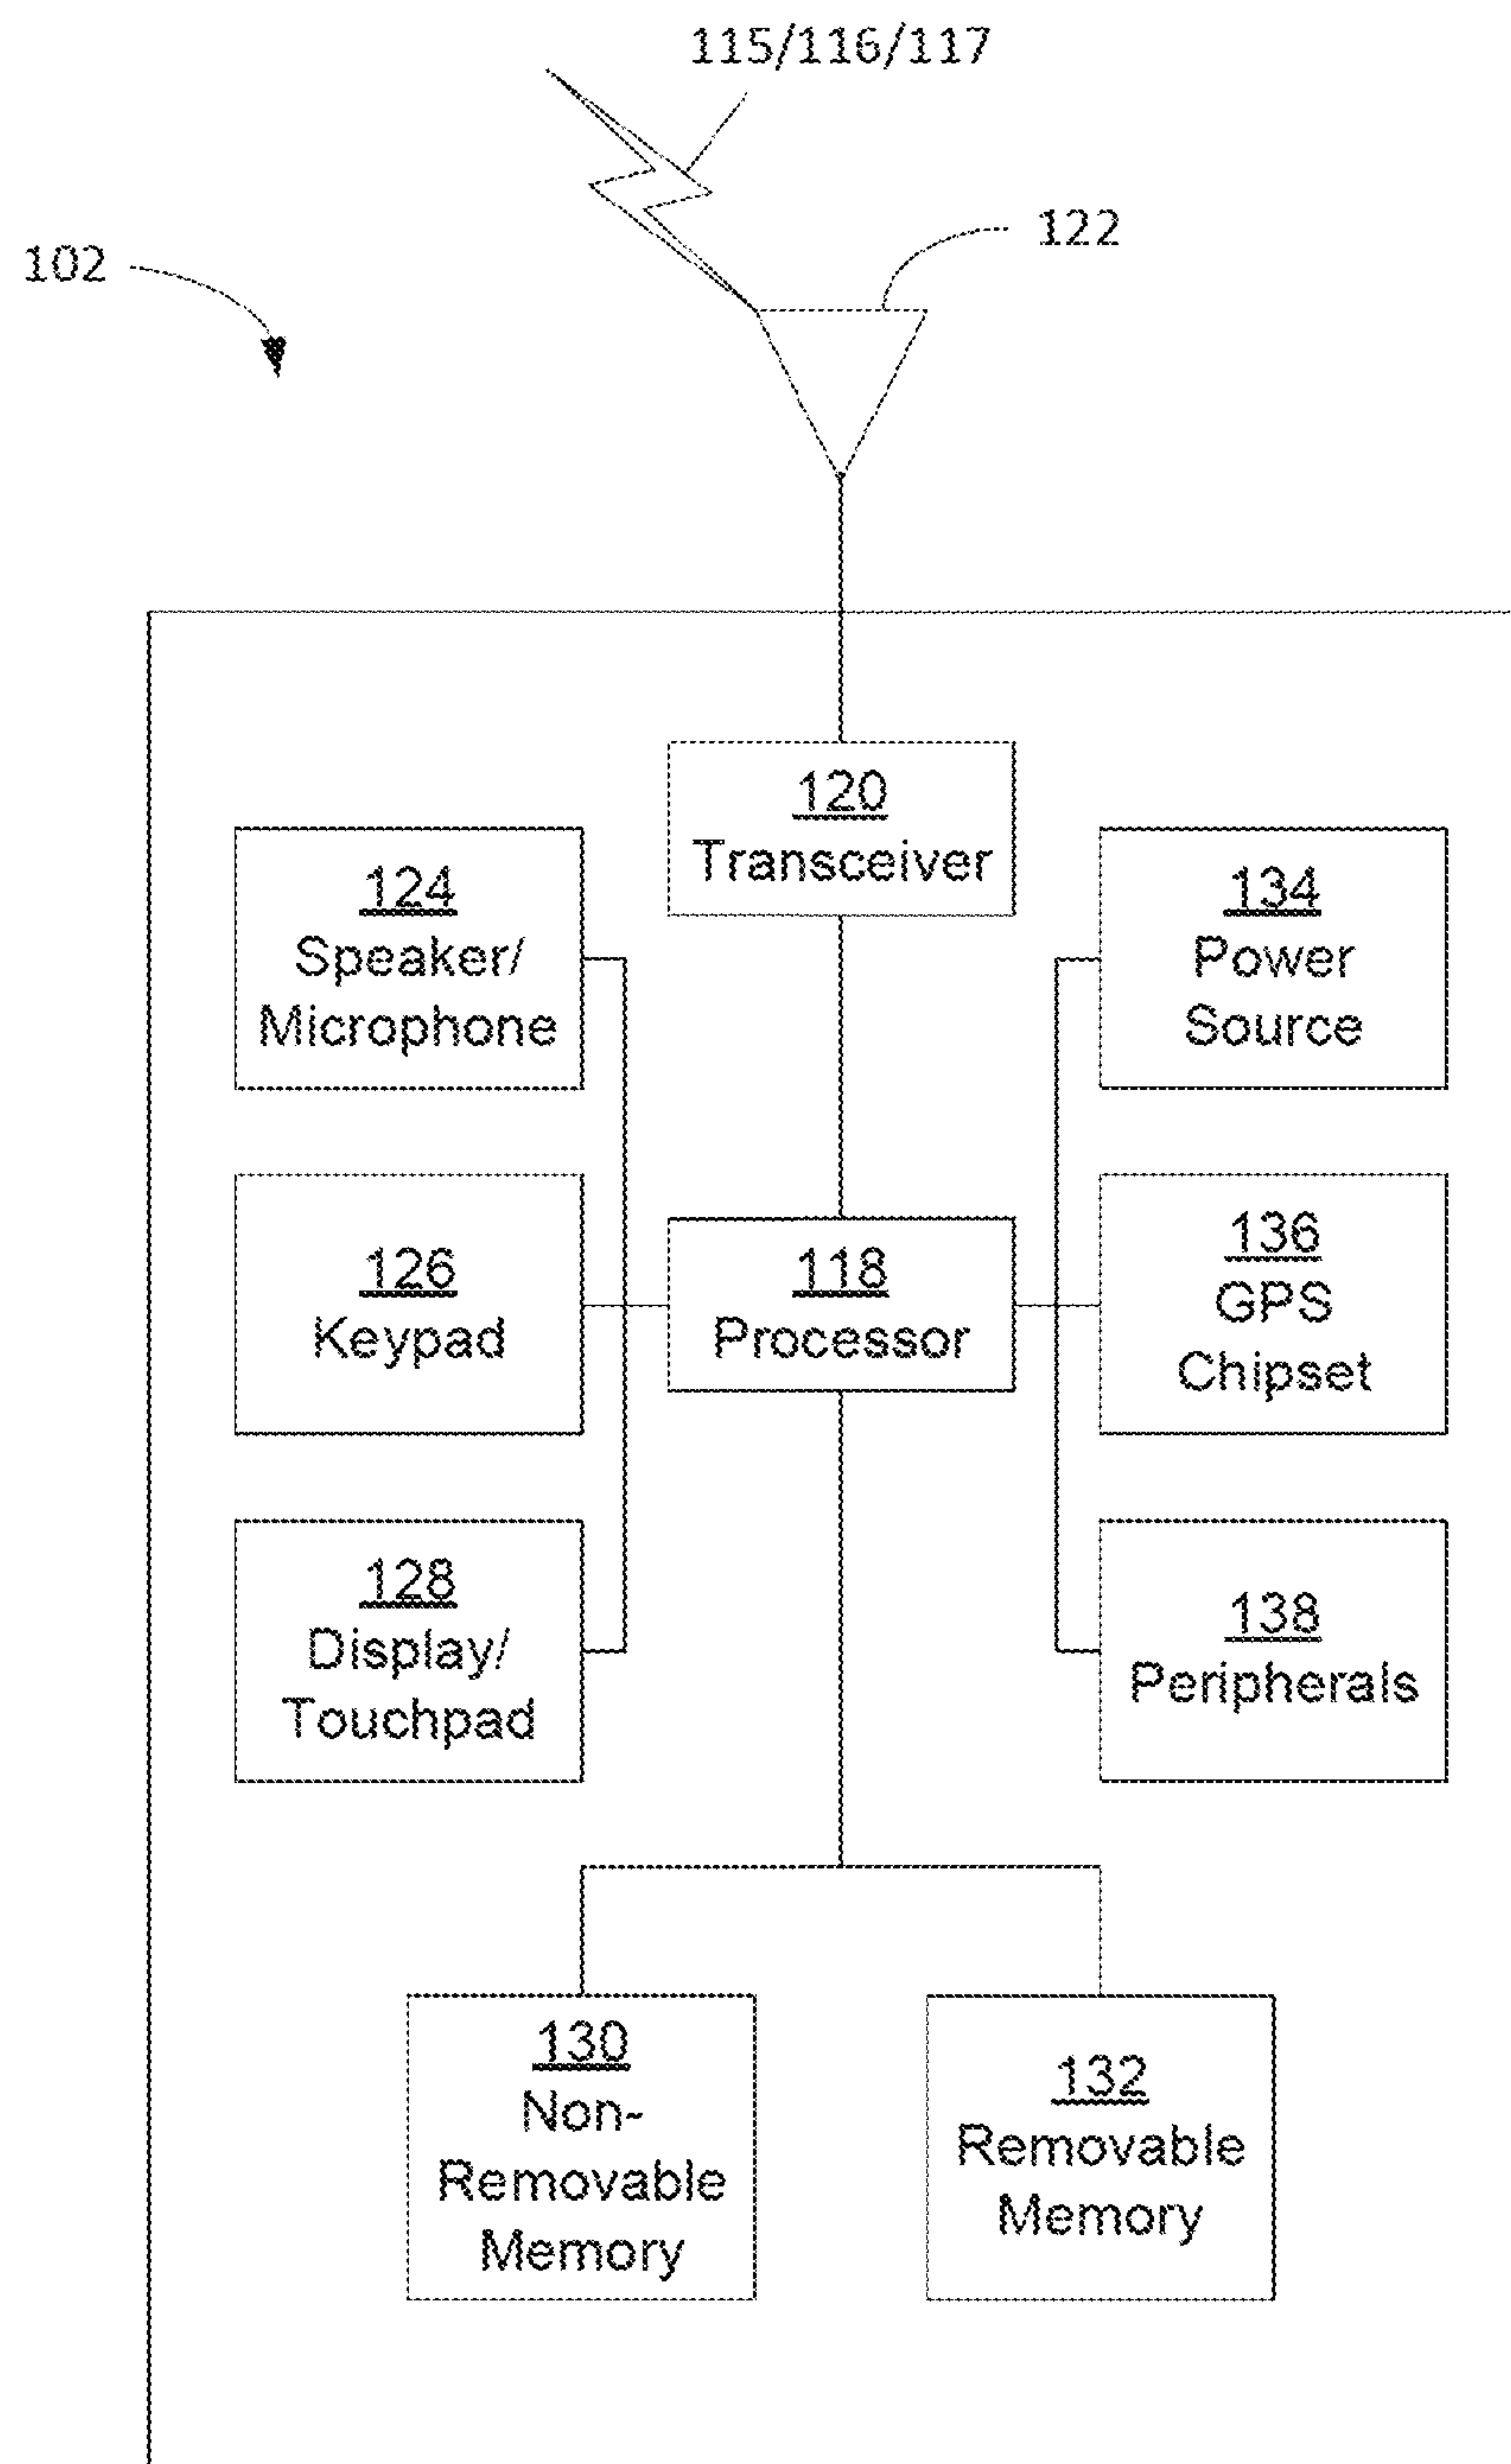 115/116/117
122
102
120
Transceiver
124
Speaker/
Microphone
134
Power
Source
126
Keypad
118
Processor
136
GPS
Chipset
128
Display/
Touchpad
138
Peripherals
130
Non-
Removable
Memory
132
Removable
Memory